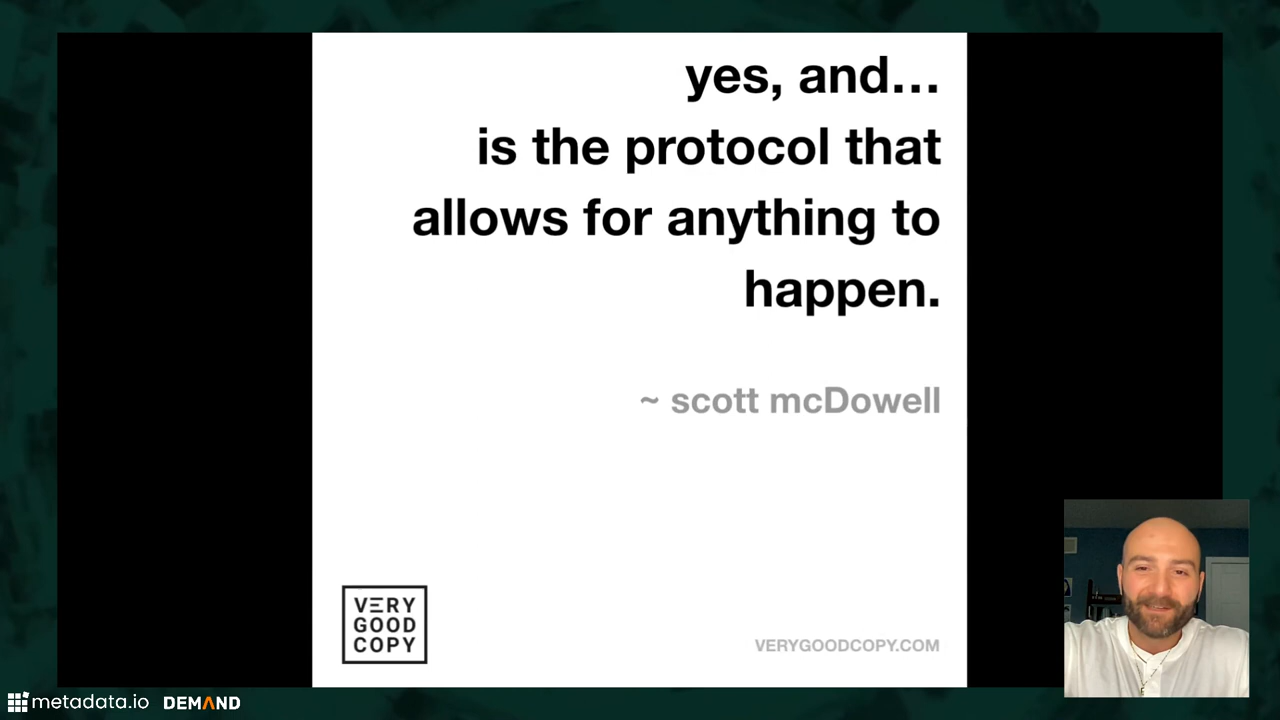 yes, and...
is the protocol that
allows for anything to
happen.
~ scott mcDowell
VERY
GOOD
COPY
VERYGOODCOPY.COM
metadata.io DEMAND